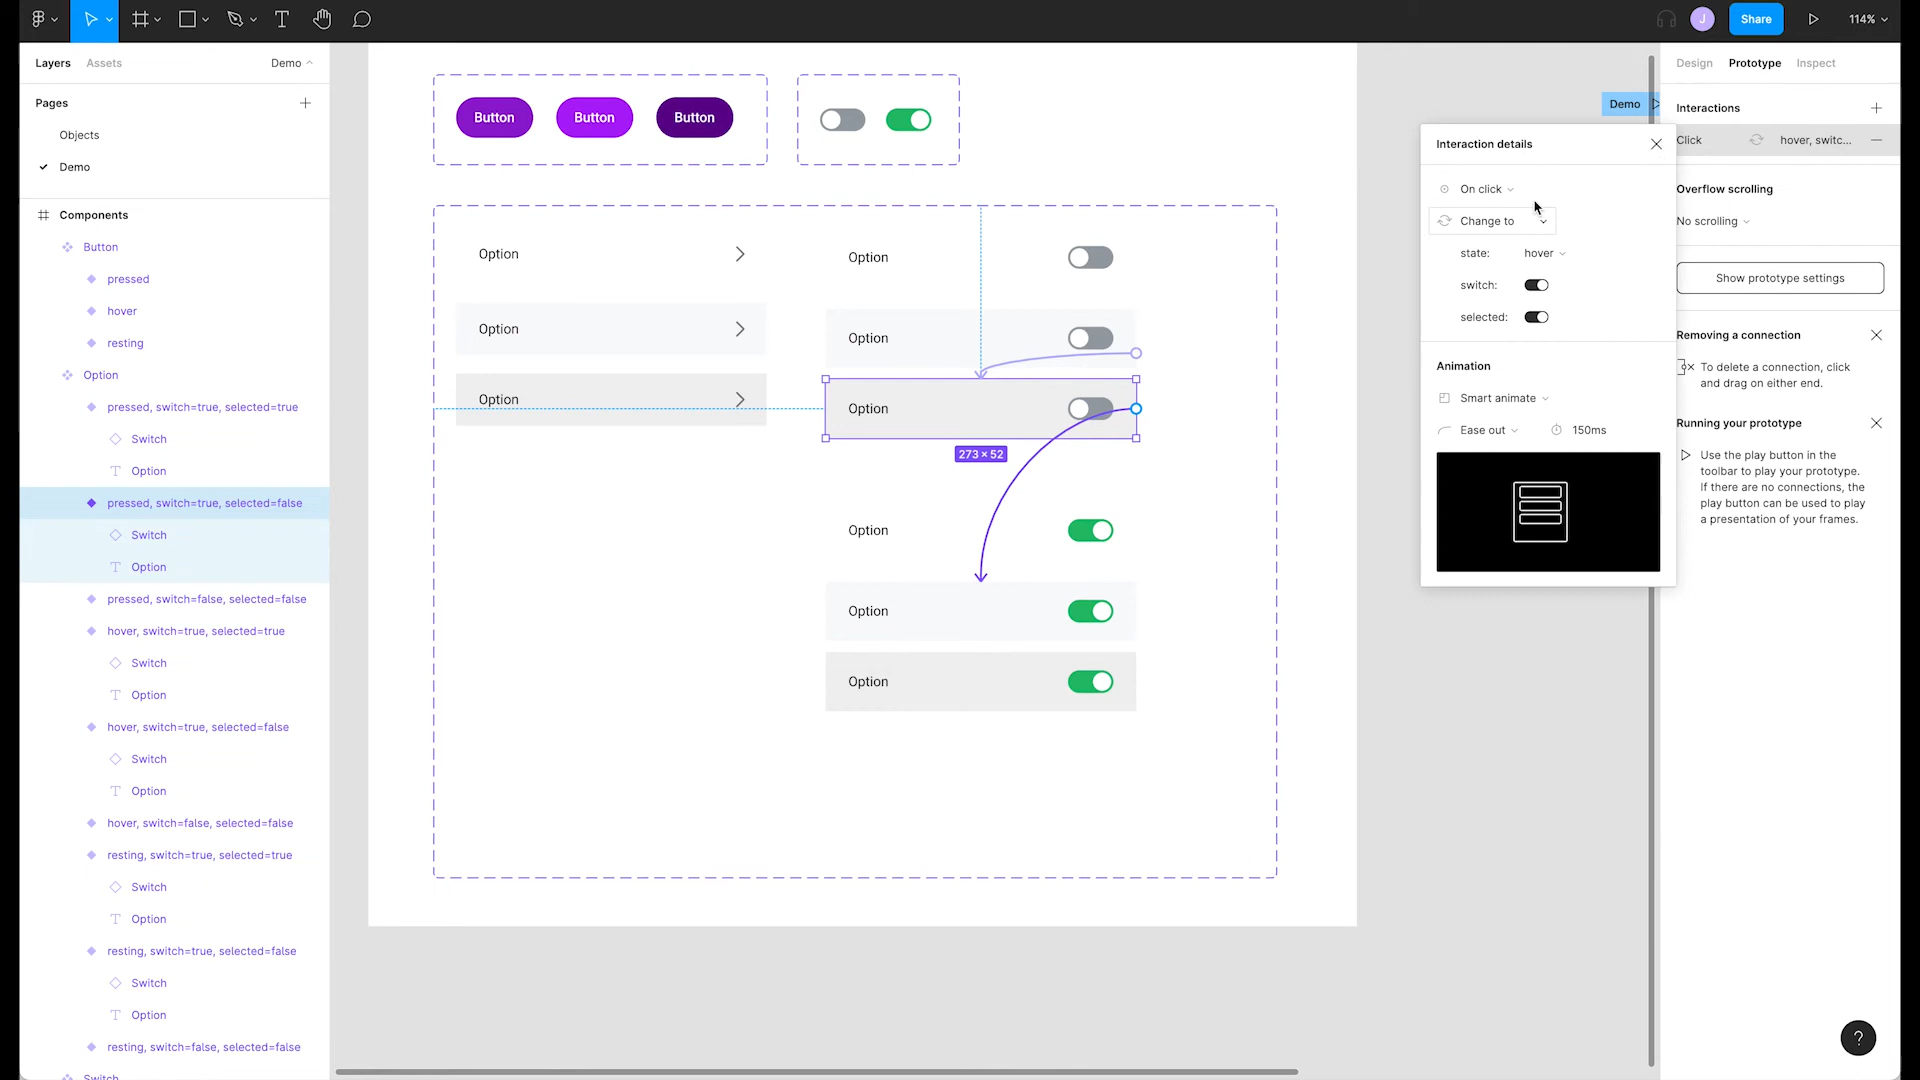 J
Share
114%
Layers
Assets
Demo
Pages
Objects
Demo
Components
Button
pressed
hover
resting
Option
pressed, switch=true, selected=true
Switch
Option
pressed, switch=true, selected=false
Switch
Option
pressed, switch=false, selected=false
hover, switch=true, selected=true
Switch
Option
hover, switch=true, selected=false
Switch
Option
hover, switch=false, selected=false
resting, switch=true, selected=true
Switch
Option
resting, switch=true, selected=false
Switch
Option
resting, switch=false, selected=false
Switch
Button
Button
Button
Option
Option
Option
Option
Option
Option
273 × 52
Option
Option
Option
Demo
Interaction details
On click
Change to
state: hover
switch:
selected:
Animation
Smart animate
Ease out
150ms
Design
Prototype
Inspect
Interactions
Click
hover, switc...
Overflow scrolling
No scrolling
Show prototype settings
Removing a connection
To delete a connection, click
and drag on either end.
Running your prototype
Use the play button in the
toolbar to play your prototype.
If there are no connections, the
play button can be used to play
a presentation of your frames.
?